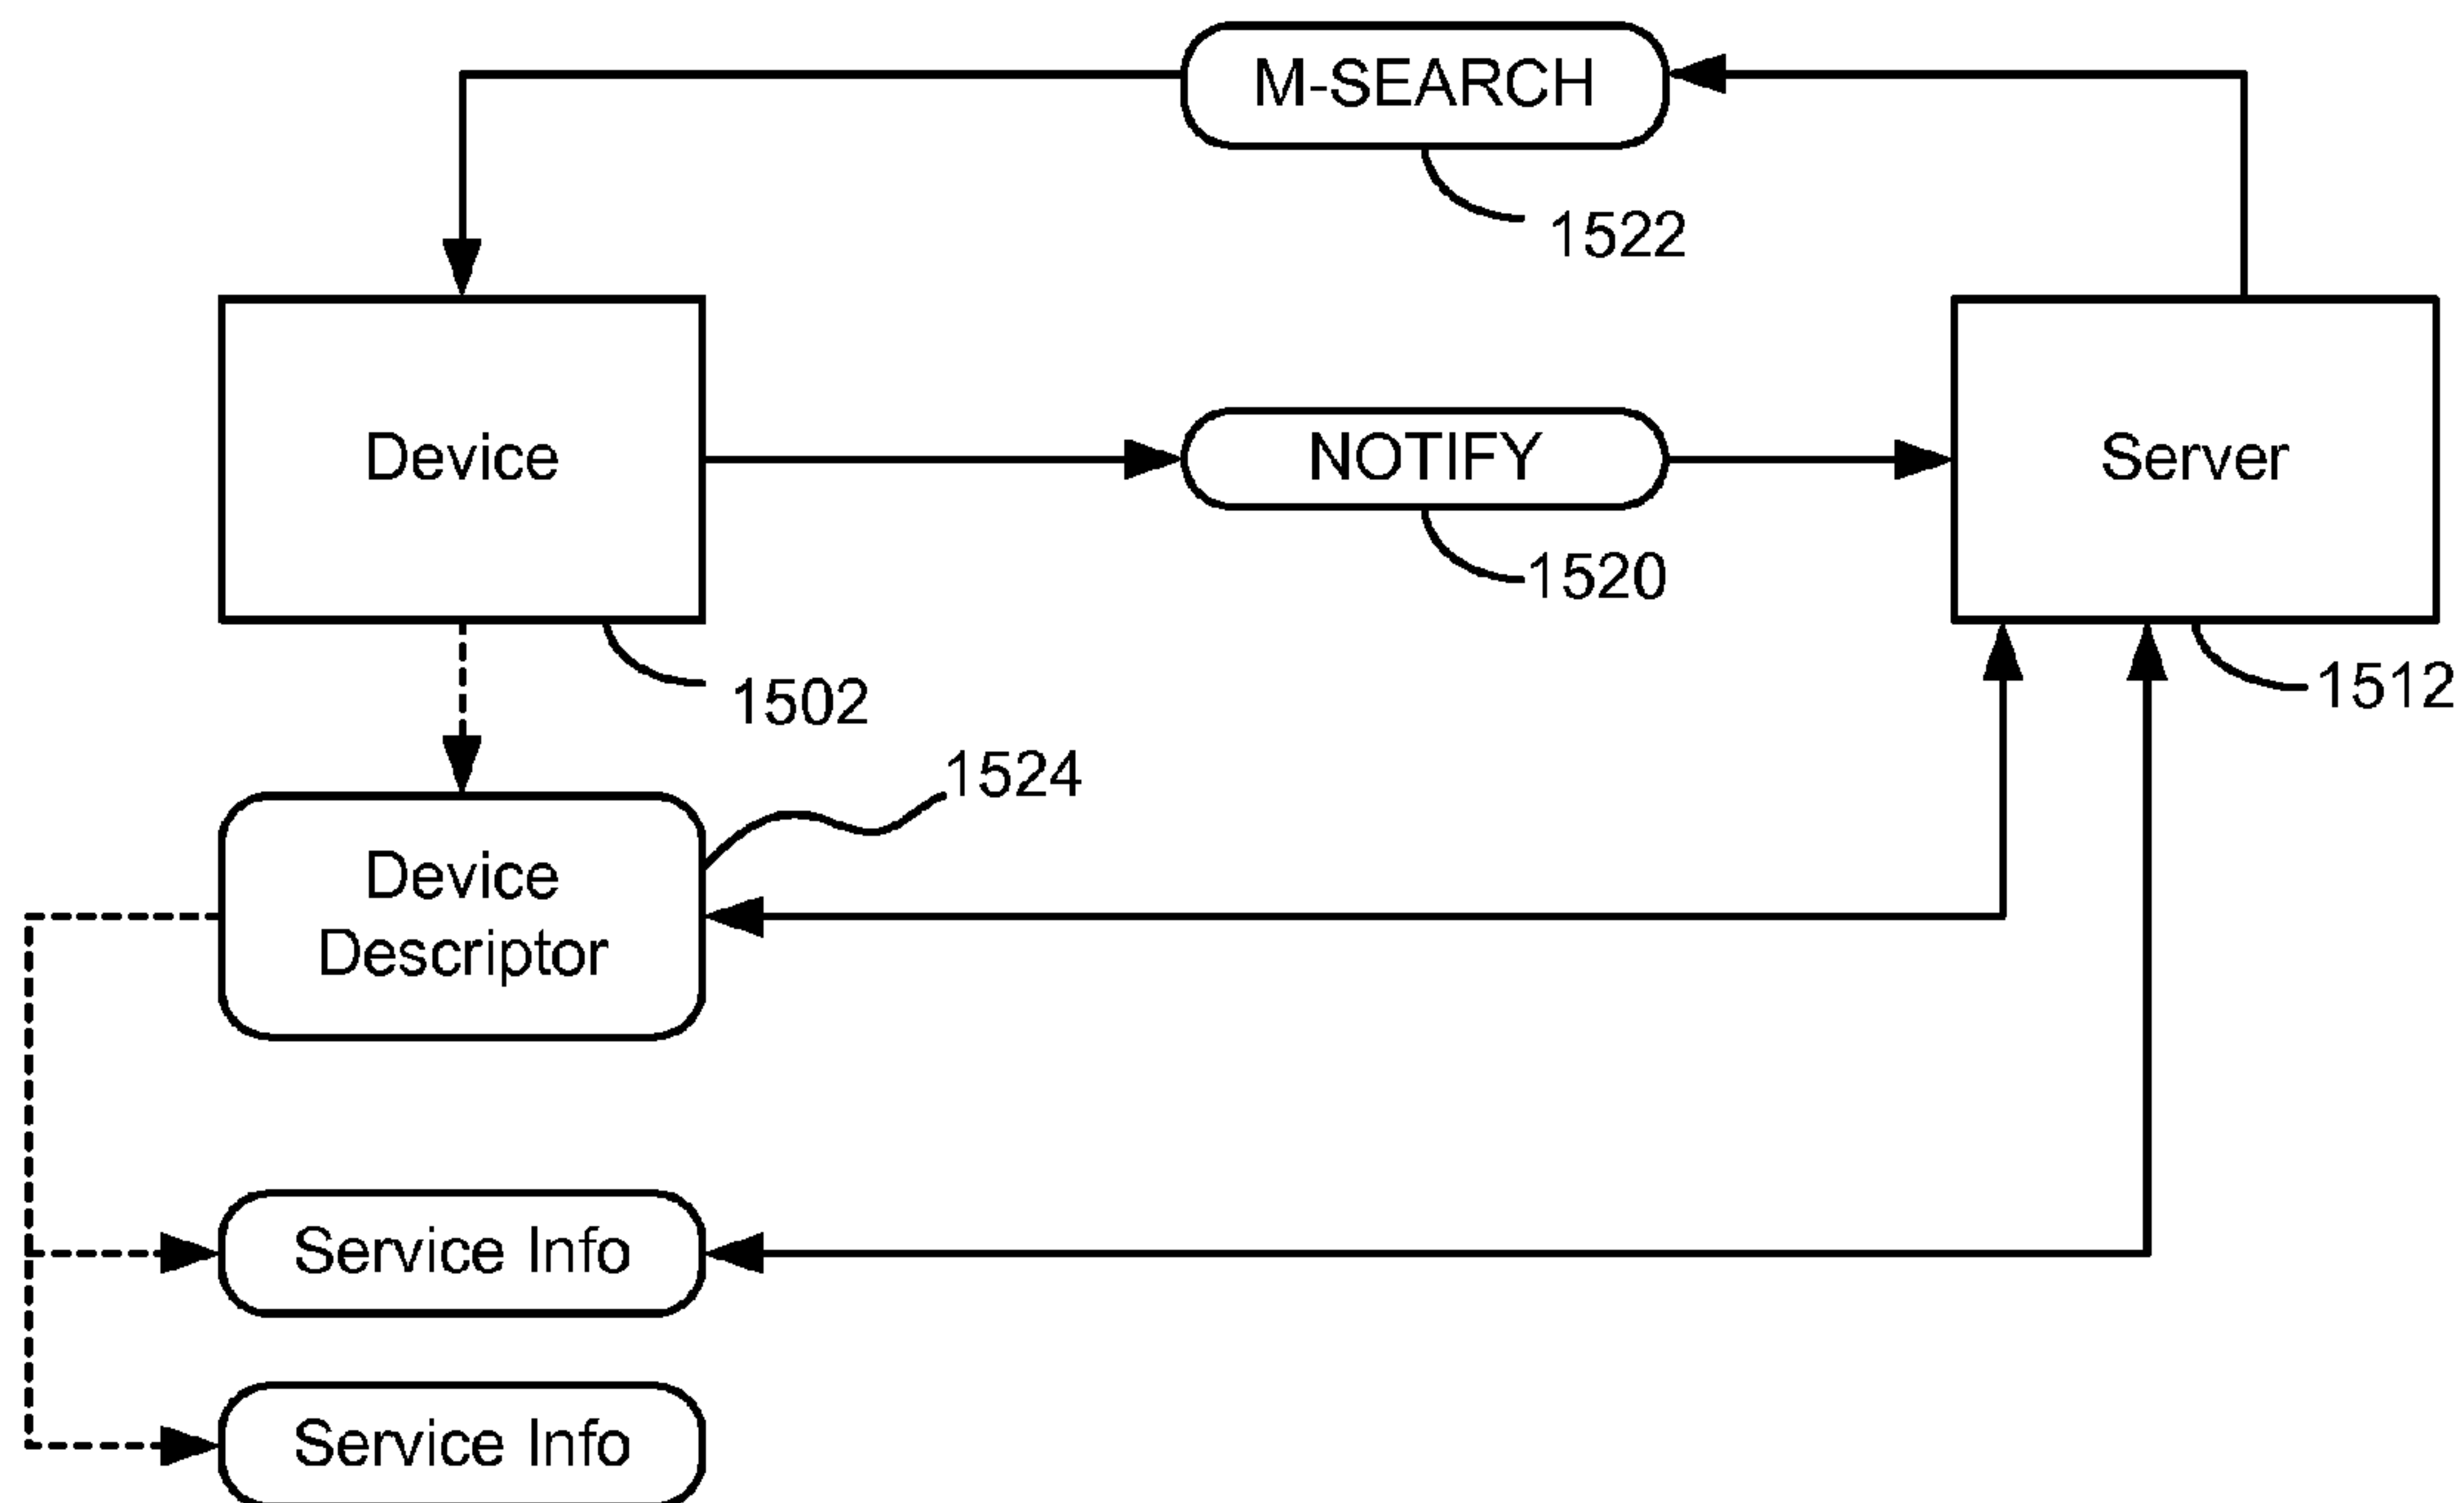 M-SEARCH
1522
Device
NOTIFY
Server
1520
1502
1512
1524
Device
Descriptor
Service Info
Service Info